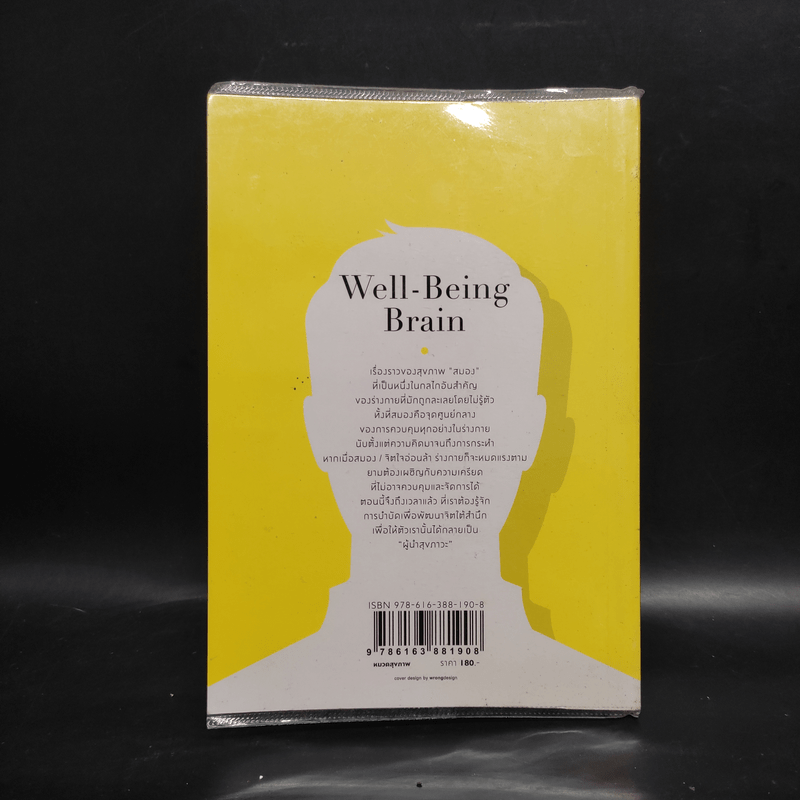 Well-Being
Brain
เรื่องราวของสุขภาพ "สมอง"
ที่เป็นหนึ่งในกลไกอันสำคัญ
ของร่างกายที่มักถูกละเลยโดยไม่รู้ตัว
ทั้งที่สมองคือจุดศูนย์กลาง
ของการควบคุมทุกอย่างในร่างกาย
นับตั้งแต่ความคิดมาจนถึงการกระทำ
หากเมื่อสมอง / จิตใจอ่อนล้า ร่างกายก็จะหมดแรงตาม
ยามต้องเผชิญกับความเครียด
ที่ไม่อาจควบคุมและจัดการได้
ตอนนี้จึงถึงเวลาแล้ว ที่เราต้องรู้จัก
การบำบัดเพื่อพัฒนาจิตใต้สำนึก
เพื่อให้ตัวเรานั้นได้กลายเป็น
"ผู้นำสุขภาวะ"
ISBN 978-616-388-190-8
9 786163 881908
หมวดสุขภาพ ราคา 180.-
cover design by wrongdesign